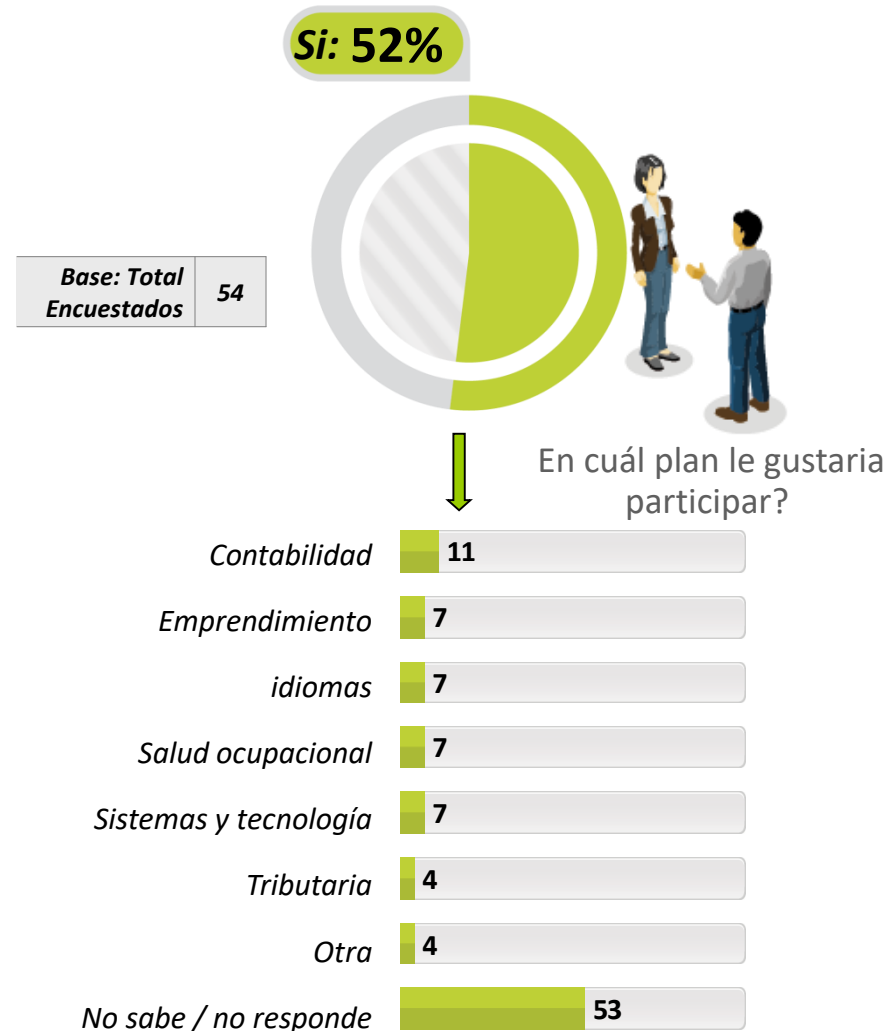 Si: 52%
Base: Total
Encuestados
54
En cuál plan le gustaria
participar?
Contabilidad 11
Emprendimiento 7
idiomas 7
Salud ocupacional 7
Sistemas y tecnología 7
Tributaria 4
Otra 4
No sabe / no responde 53